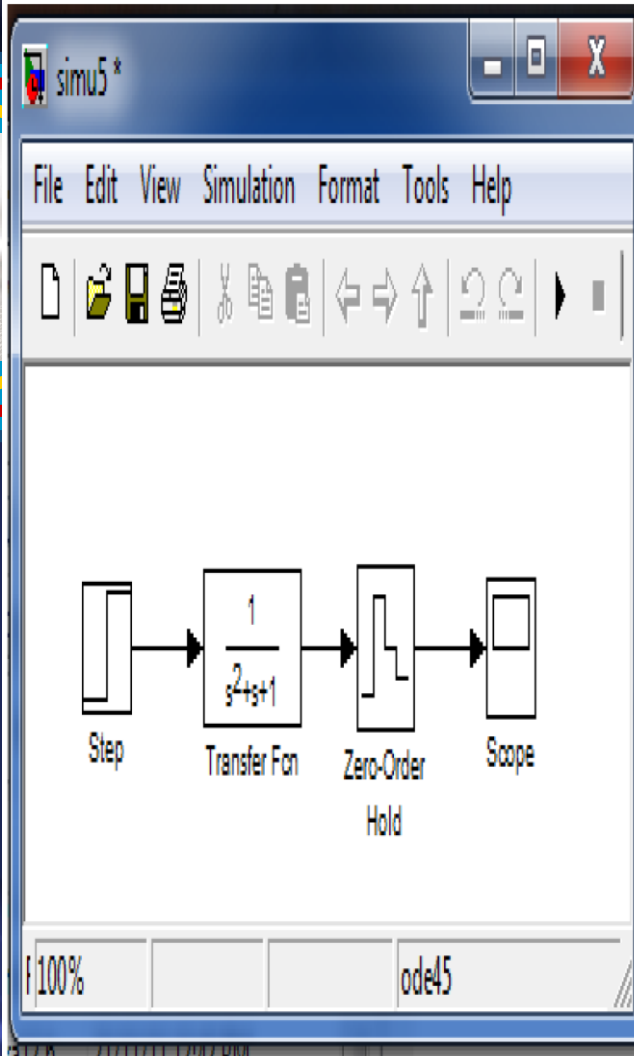 simu5 *
File Edit View Simulation Format Tools Help
1
s²+s+1
Step
Transfer Fcn
Zero-Order
Hold
Scope
100%
ode45